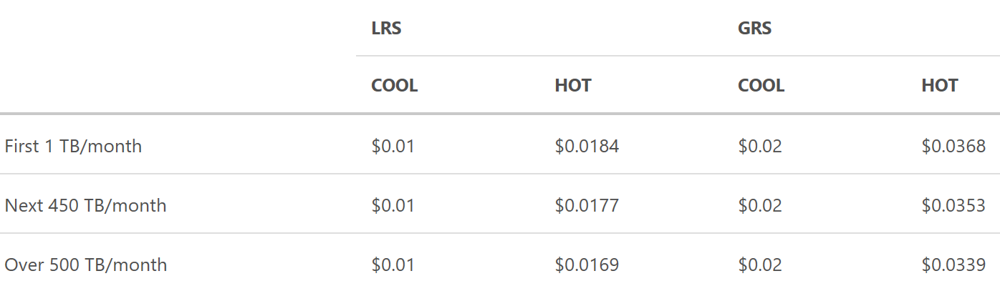 LRS GRS
COOL HOT COOL HOT
First 1 TB/month $0.01 $0.0184 $0.02 $0.0368
Next 450 TB/month $0.01 $0.0177 $0.02 $0.0353
Over 500 TB/month $0.01 $0.0169 $0.02 $0.0339